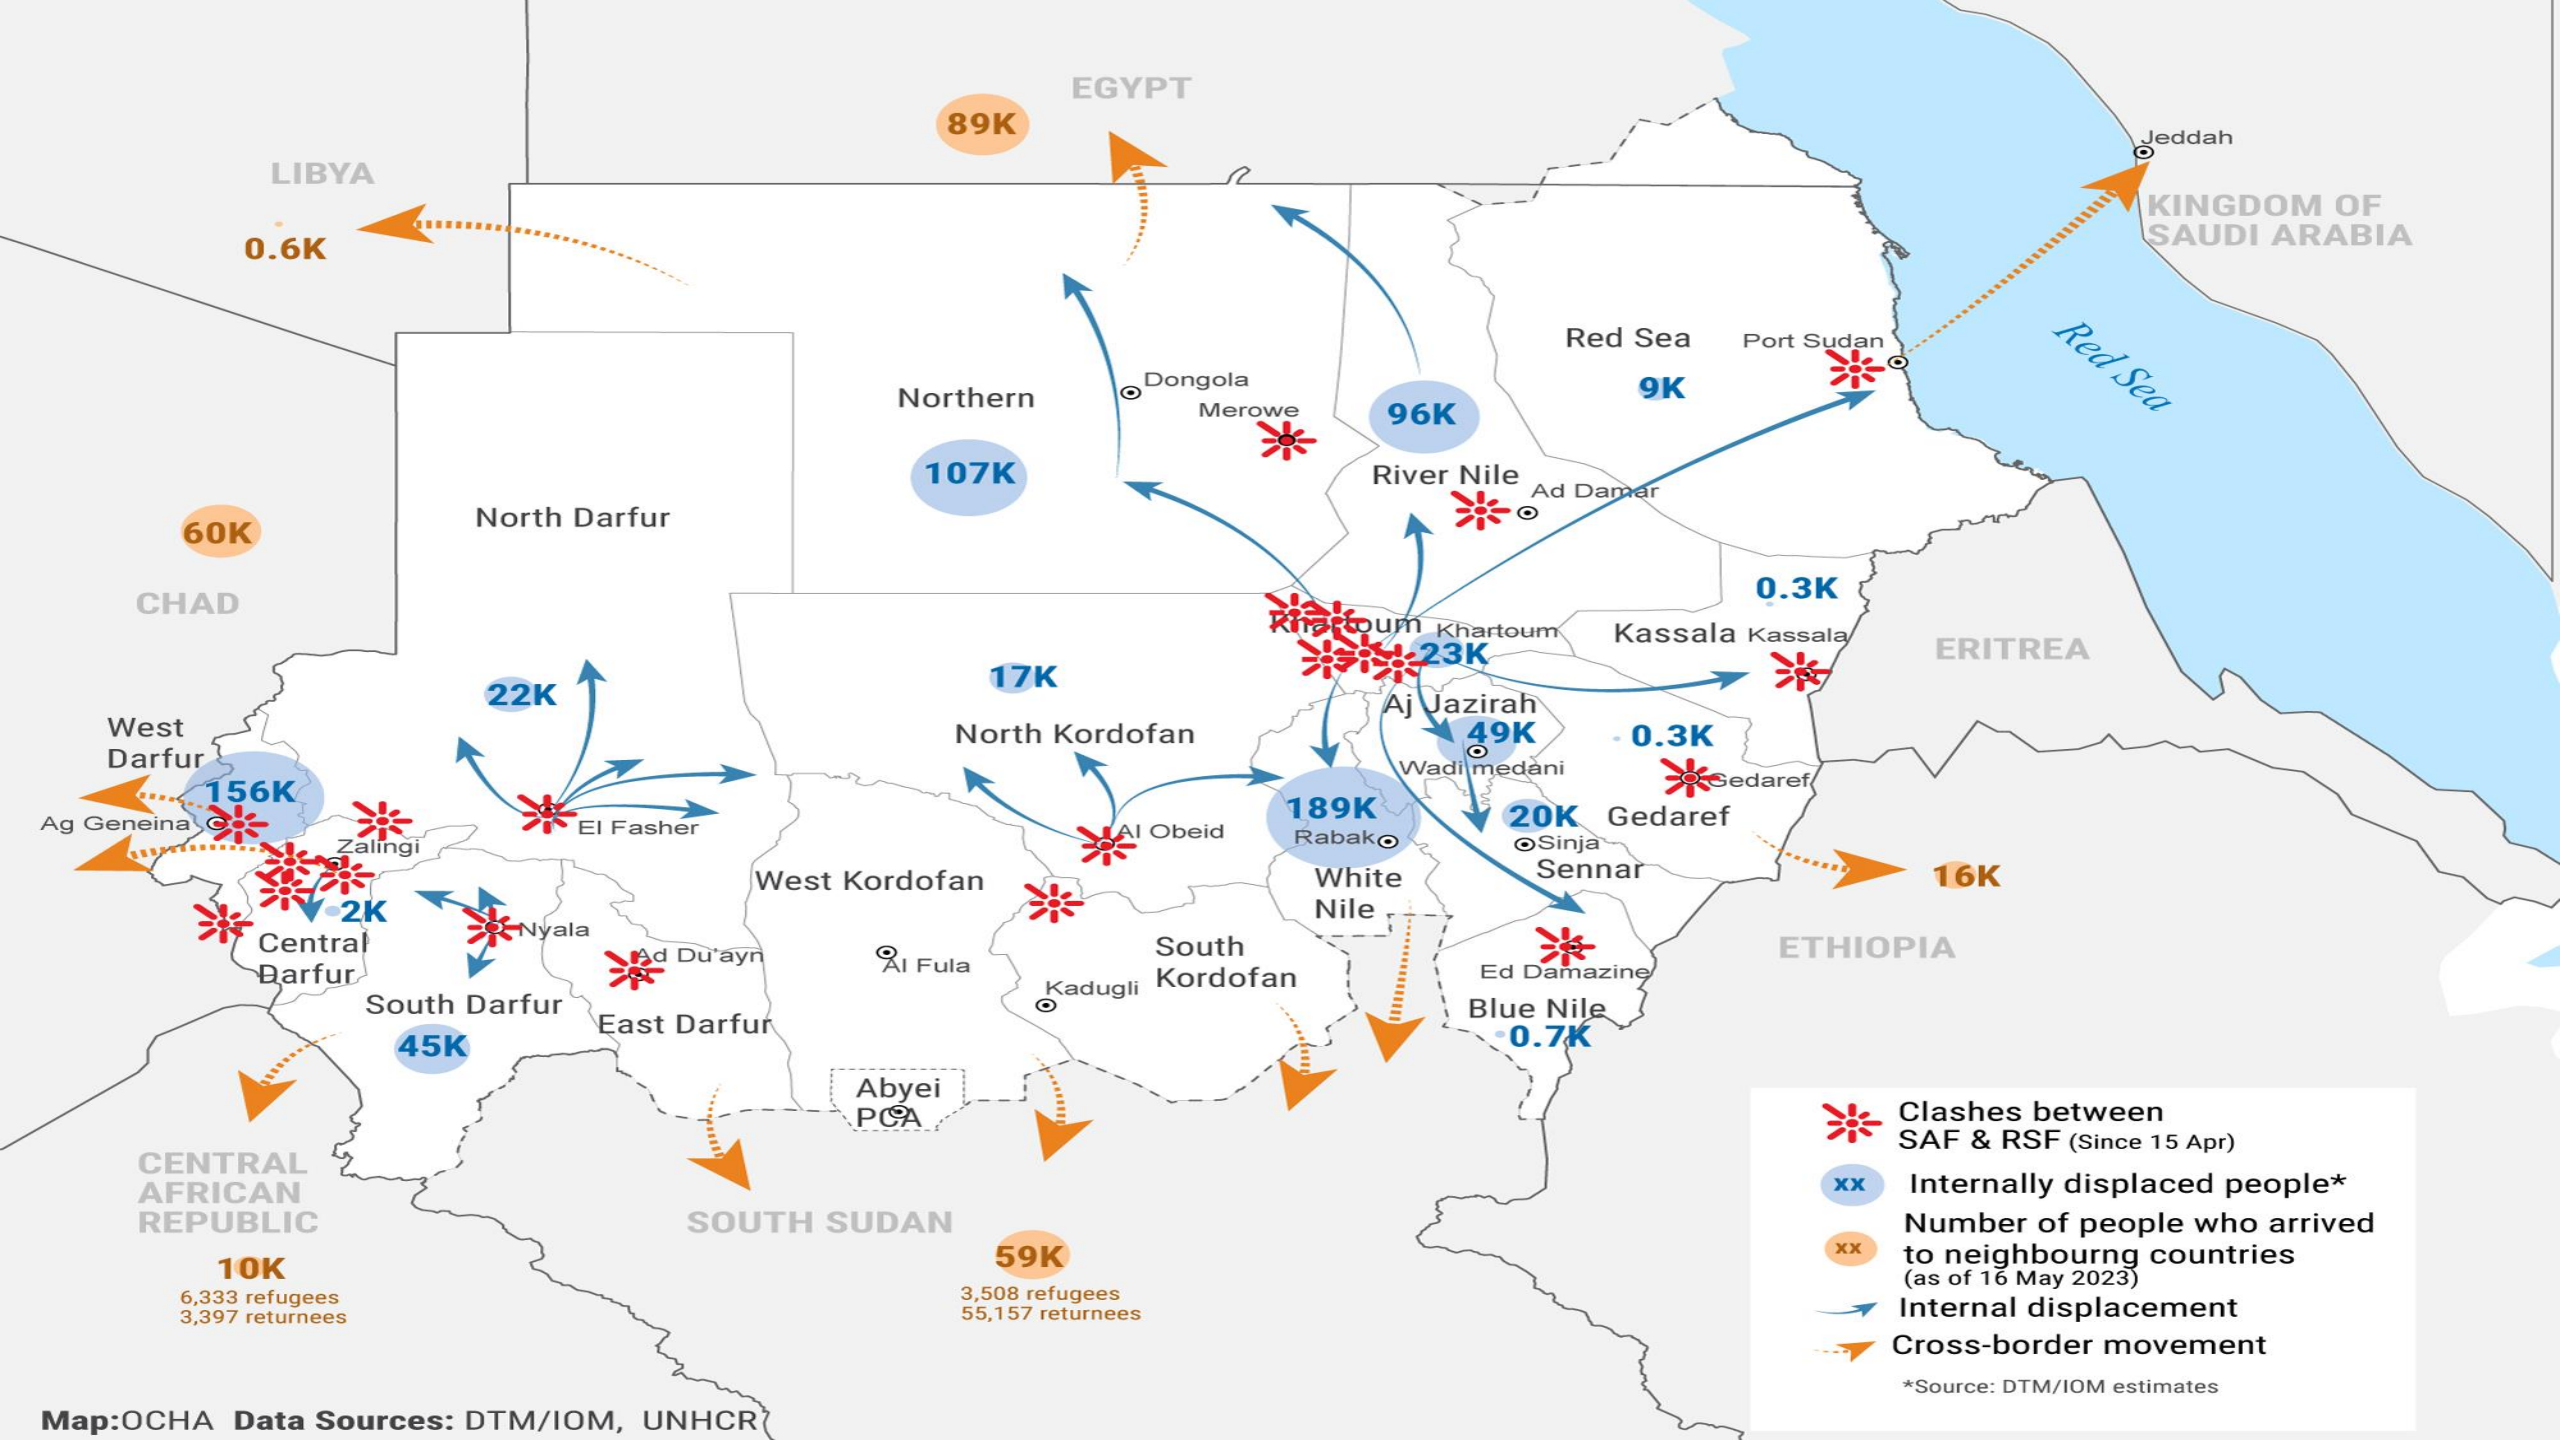 EGYPT
89K
LIBYA
0.6K
Jeddah
KINGDOM OF
SAUDI ARABIA
Red Sea
Red Sea
Port Sudan
9K
Northern
107K
Dongola
Merowe
96K
River Nile
Ad Damar
North Darfur
60K
CHAD
0.3K
Kassala
Kassala
ERITREA
Khartoum
Khartoum
23K
22K
17K
North Kordofan
Aj Jazirah
49K
Wadi medani
0.3K
Gedaref
Gedaref
West
Darfur
156K
Ag Geneina
Zalingi
El Fasher
Al Obeid
189K
Rabak
20K
Sinja
Sennar
16K
ETHIOPIA
West Kordofan
White
Nile
2K
Central
Darfur
Nyala
Ad Du'ayn
Al Fula
Kadugli
South
Kordofan
Ed Damazine
Blue Nile
0.7K
South Darfur
45K
East Darfur
Abyei
PCA
CENTRAL
AFRICAN
REPUBLIC
10K
6,333 refugees
3,397 returnees
SOUTH SUDAN
59K
3,508 refugees
55,157 returnees
Clashes between
SAF & RSF (Since 15 Apr)
xx Internally displaced people*
Number of people who arrived
xx to neighbourng countries
(as of 16 May 2023)
Internal displacement
Cross-border movement
*Source: DTM/IOM estimates
Map:OCHA Data Sources: DTM/IOM, UNHCR